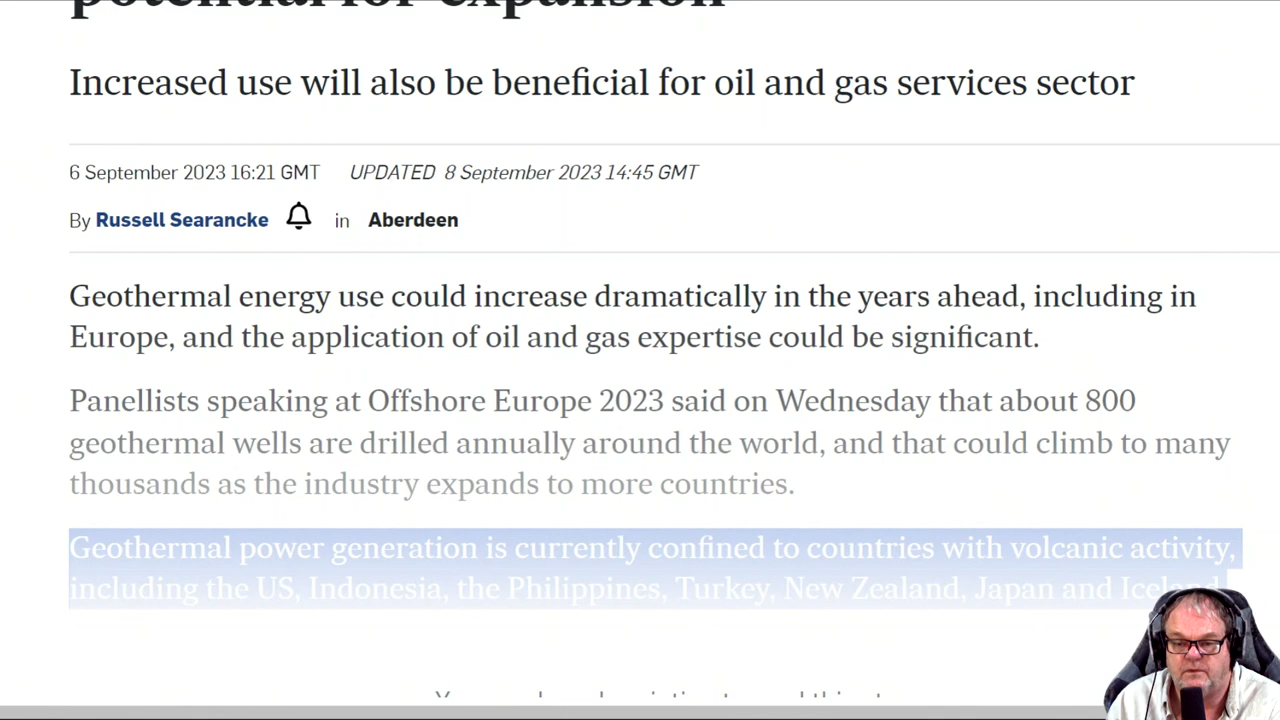 potential for expansion
Increased use will also be beneficial for oil and gas services sector
6 September 2023 16:21 GMT UPDATED 8 September 2023 14:45 GMT
By Russell Searancke in Aberdeen
Geothermal energy use could increase dramatically in the years ahead, including in
Europe, and the application of oil and gas expertise could be significant.
Panellists speaking at Offshore Europe 2023 said on Wednesday that about 800
geothermal wells are drilled annually around the world, and that could climb to many
thousands as the industry expands to more countries.
Geothermal power generation is currently confined to countries with volcanic activity,
including the US, Indonesia, the Philippines, Turkey, New Zealand, Japan and Iceland.